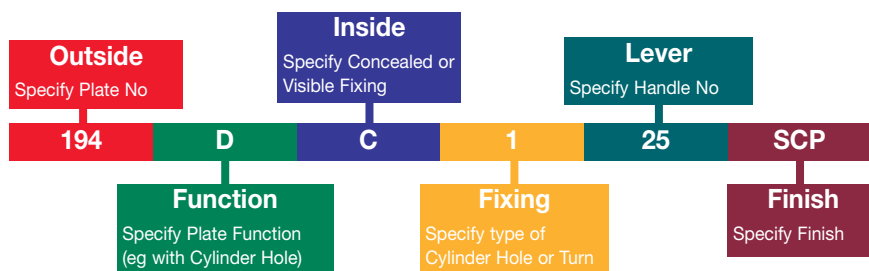 Outside
Specify Plate No
Inside
Specify Concealed or
Visible Fixing
Lever
Specify Handle No
194
D
C
1
25
SCP
Function
Specify Plate Function
(eg with Cylinder Hole)
Fixing
Specify type of
Cylinder Hole or Turn
Finish
Specify Finish